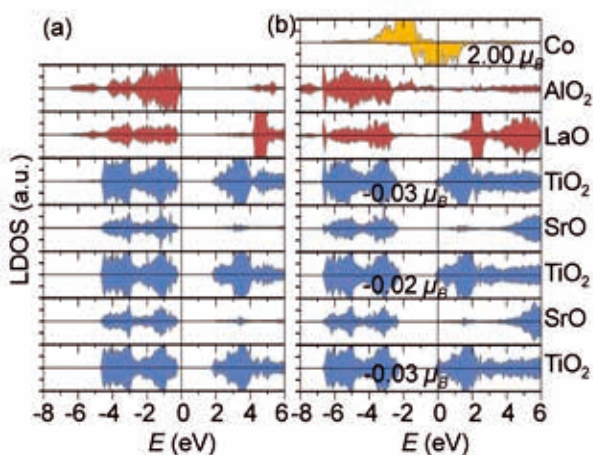 (a)
(b)
Co
2.00 μB
AlO2
LaO
TiO2
-0.03 μB
SrO
TiO2
-0.02 μB
SrO
TiO2
-0.03 μB
LDOS (a.u.)
-8 -6 -4 -2 0 2 4 6
-8 -6 -4 -2 0 2 4 6
E (eV)
E (eV)